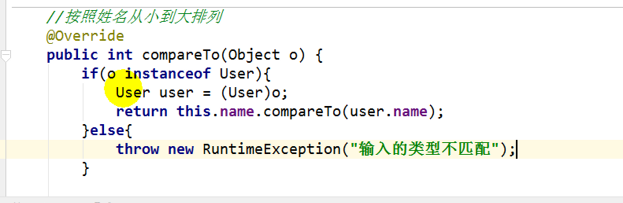 //按照姓名从小到大排列
@Override
public int compareTo(Object o) {
if(o instanceof User){
User user = (User)o;
return this.name.compareTo(user.name);
}else{
throw new RuntimeException("输入的类型不匹配");
}